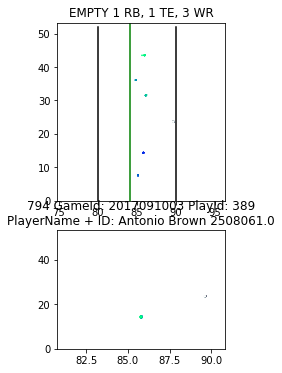 EMPTY 1 RB, 1 TE, 3 WR
50
40
30
20
10
0
75 80 85 90 95
794 GameId: 2017091003 PlayId: 389
PlayerName + ID: Antonio Brown 2508061.0
40
20
0
82.5 85.0 87.5 90.0